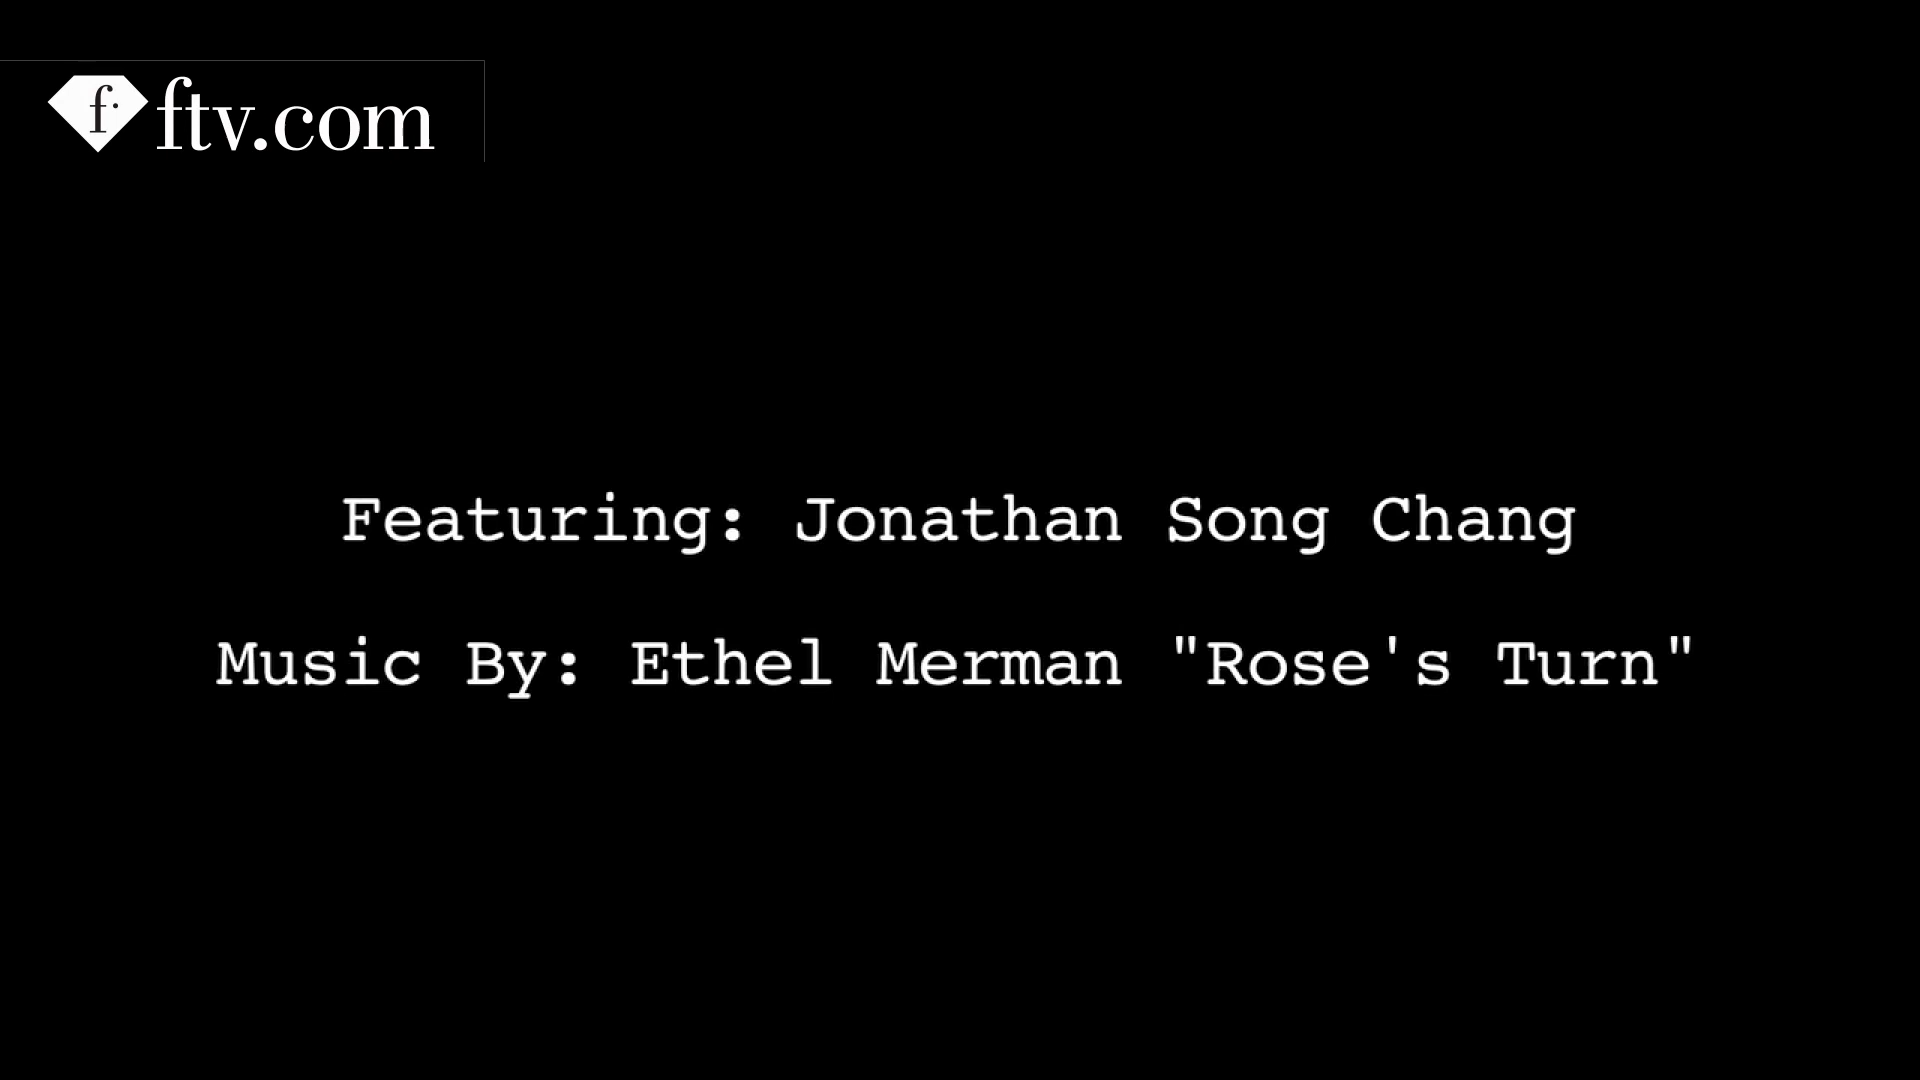 f. ftv.com
Featuring: Jonathan Song Chang
Music By: Ethel Merman "Rose's Turn"